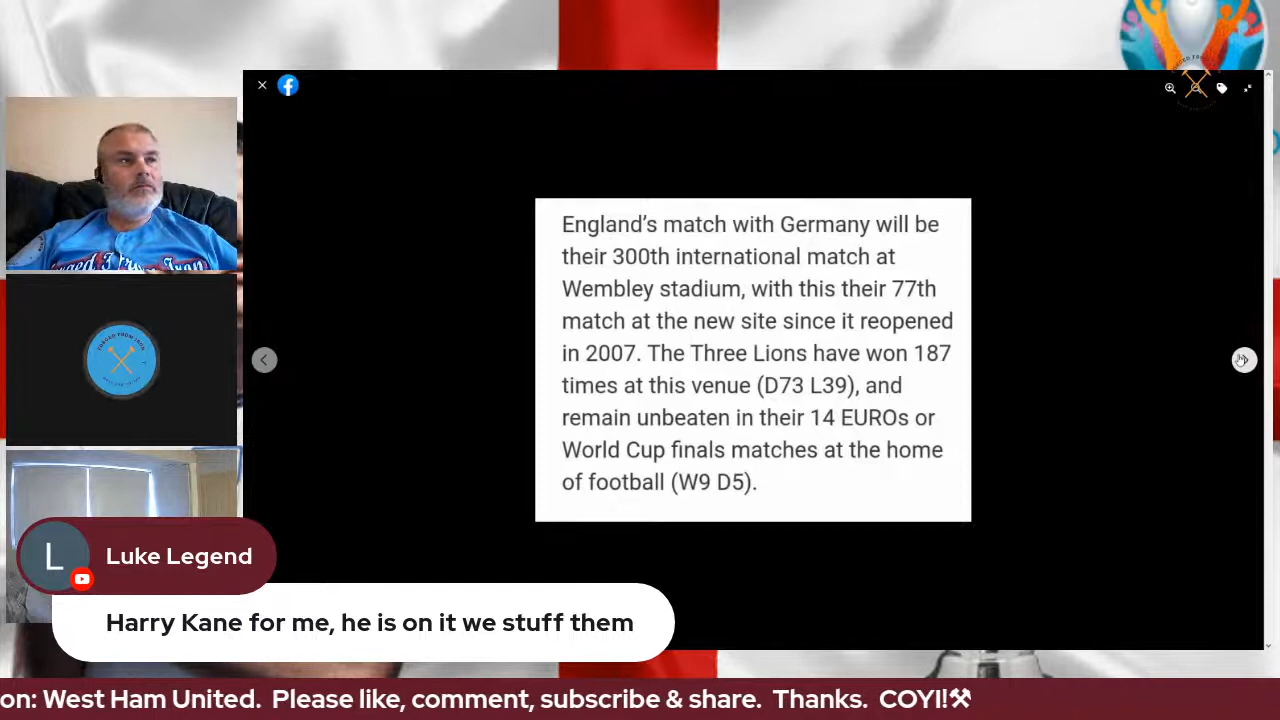 England's match with Germany will be
their 300th international match at
Wembley stadium, with this their 77th
match at the new site since it reopened
in 2007. The Three Lions have won 187
times at this venue (D73 L39), and
remain unbeaten in their 14 EUROs or
World Cup finals matches at the home
of football (W9 D5).
FORGED FROM IRON
L
Luke Legend
Harry Kane for me, he is on it we stuff them
on: West Ham United. Please like, comment, subscribe & share. Thanks. COYI!⚒